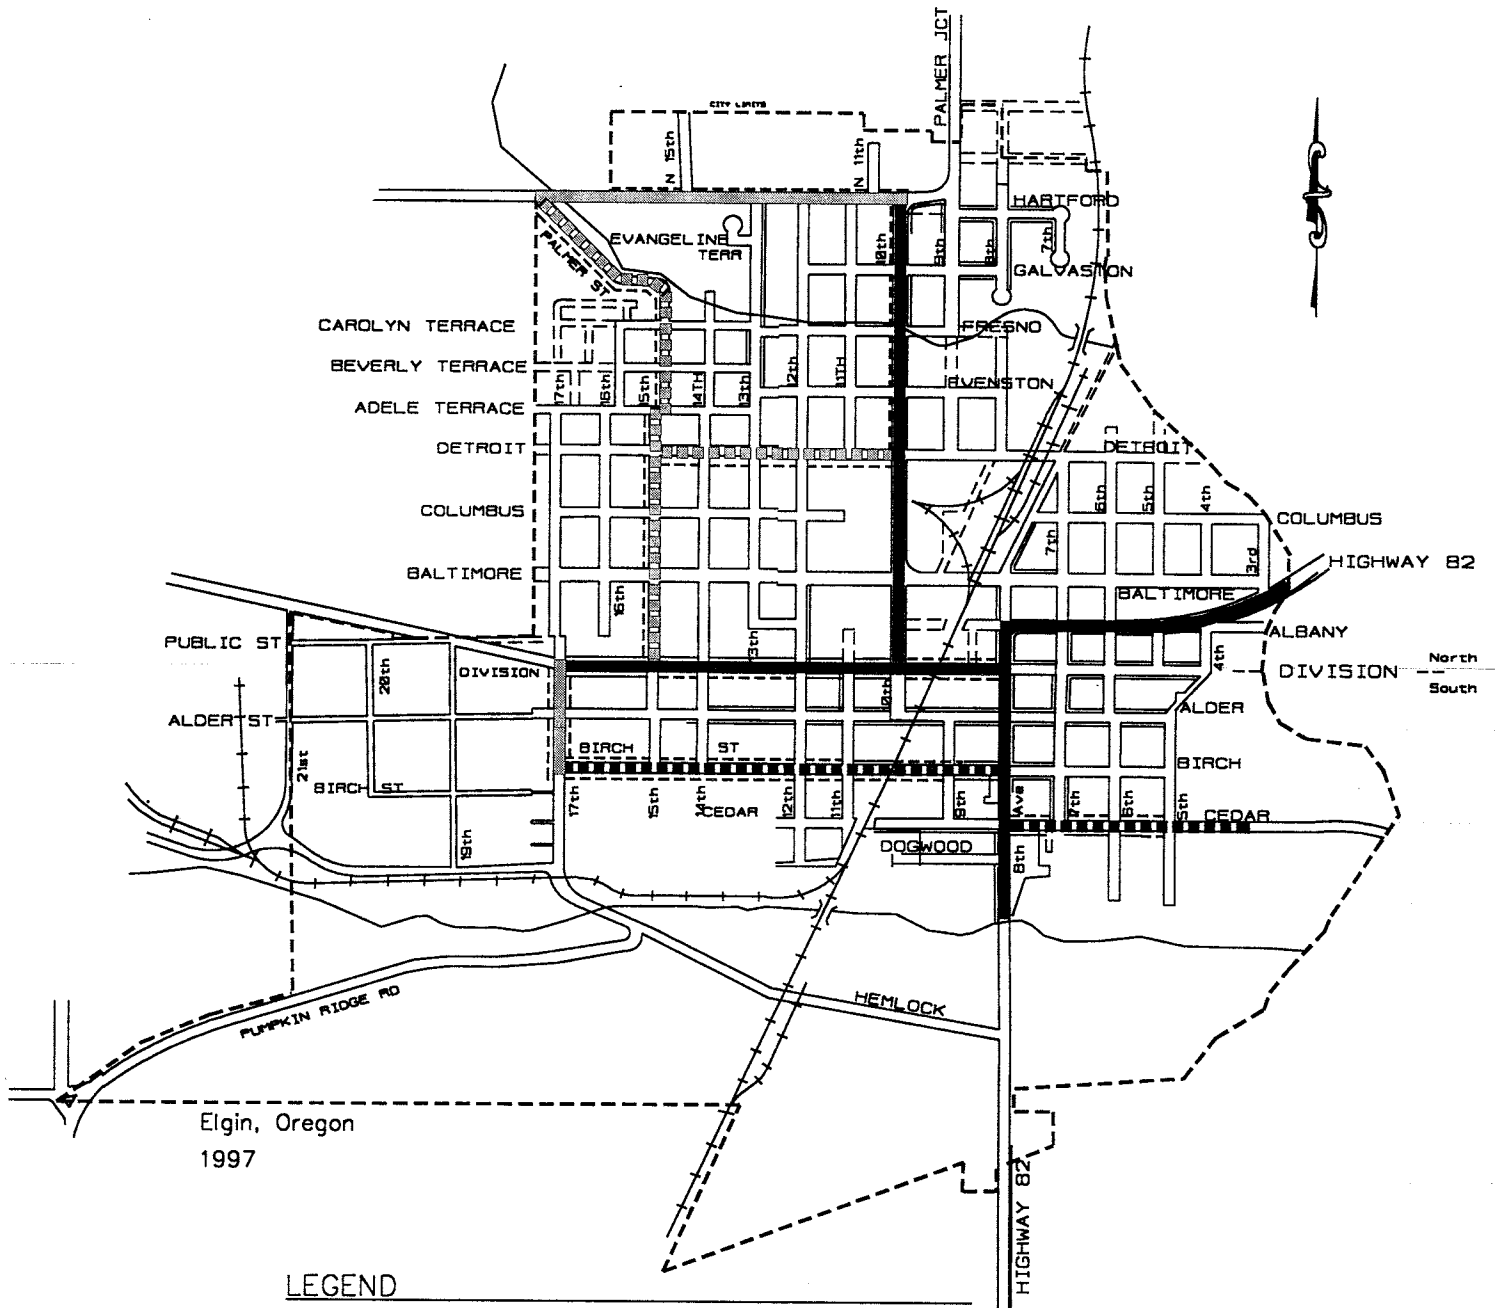 PALMER JCT
CITY LIMITS
N 15th
N 11th
HARTFORD
EVANGELINE
TERR
10th
9th
8th
7th
PALMER ST
GALVASTON
CAROLYN TERRACE
FRESNO
BEVERLY TERRACE
17th
16th
15th
14TH
13th
12th
11TH
EVENSTON
ADELE TERRACE
DETROIT
DETROIT
6th
5th
4th
COLUMBUS
COLUMBUS
7th
3rd
HIGHWAY 82
BALTIMORE
16th
BALTIMORE
ALBANY
PUBLIC ST
13th
20th
DIVISION
4th
DIVISION
North
South
10th
ALDER ST
ALDER
BIRCH ST
21st
BIRCH
BIRCH ST
17th
15th
14th
CEDAR
12th
11th
9th
Ave
7th
6th
5th
CEDAR
19th
DOGWOOD
8th
HEMLOCK
PUMPKIN RIDGE RD
Elgin, Oregon
1997
HIGHWAY 82
LEGEND